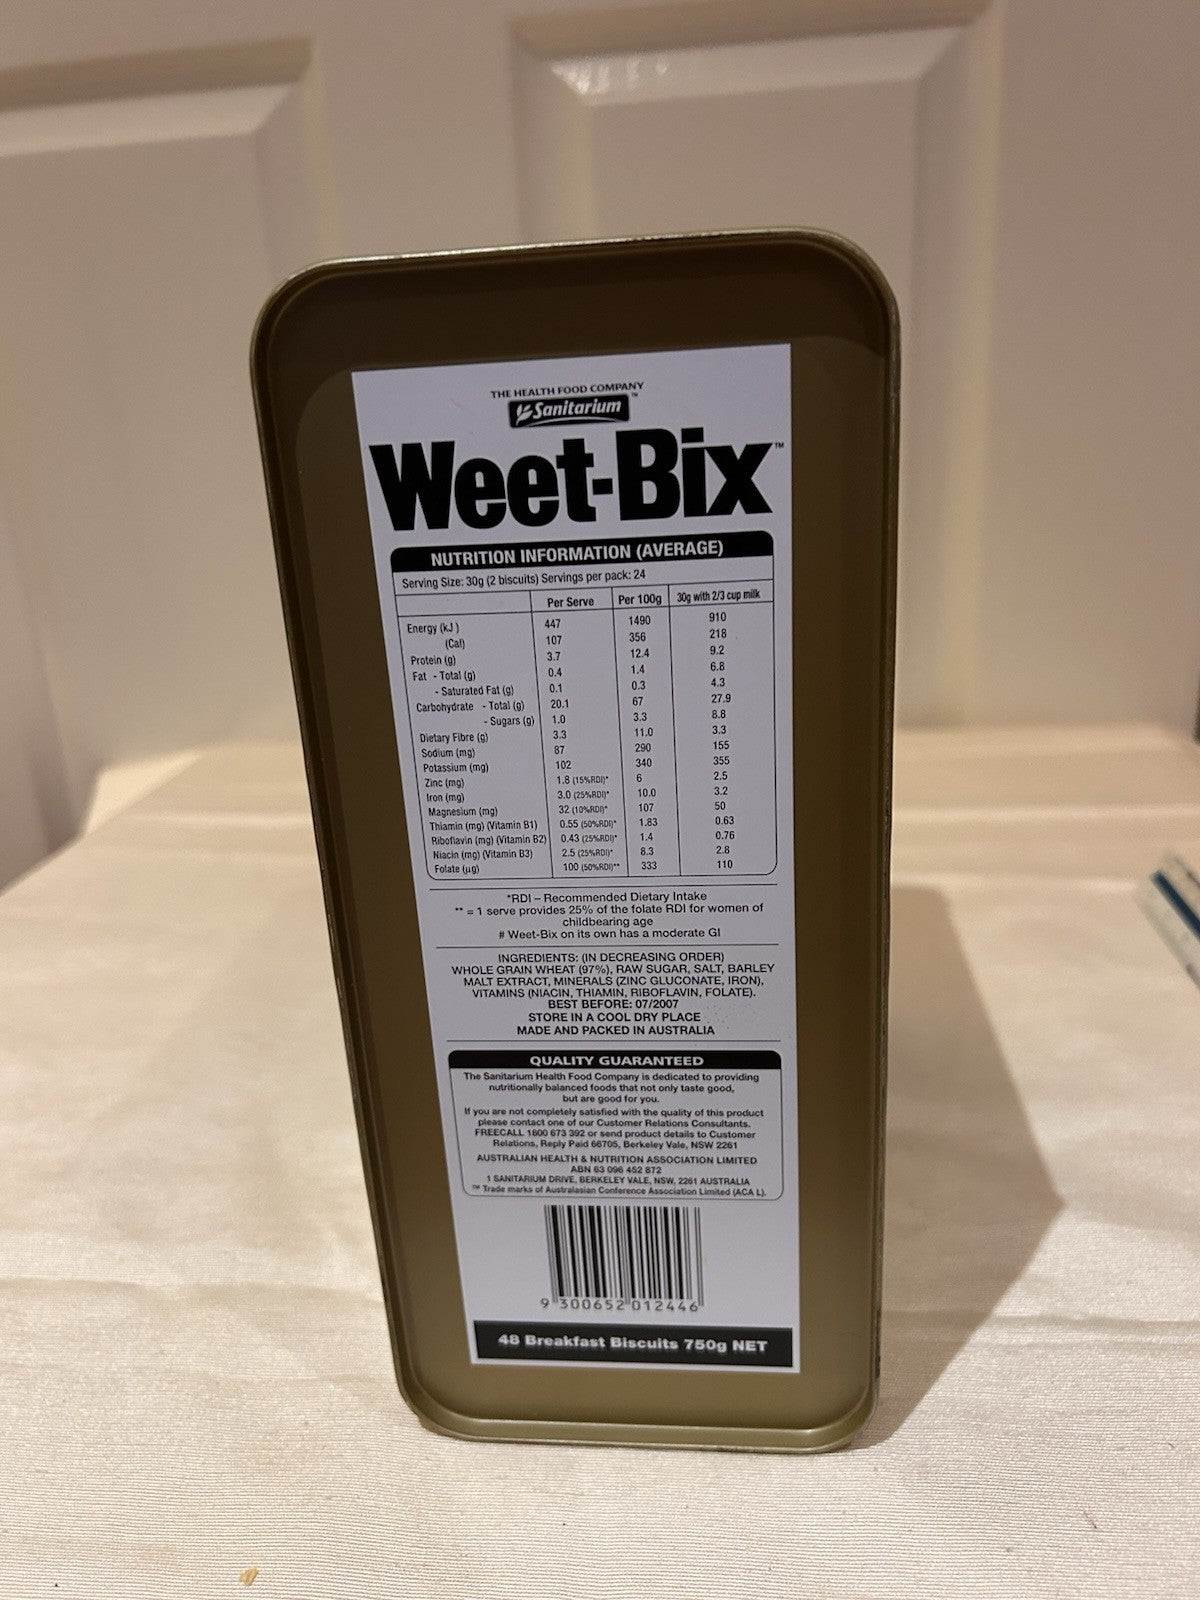 THE HEALTH FOOD COMPANY
Sanitarium™
Weet-Bix™
NUTRITION INFORMATION (AVERAGE)
Serving Size: 30g (2 biscuits) Servings per pack: 24
Per Serve Per 100g 30g with 2/3 cup milk
Energy (kJ) 447 1490 910
(Cal) 107 356 218
Protein (g) 3.7 12.4 9.2
Fat - Total (g) 0.4 1.4 6.8
- Saturated Fat (g) 0.1 0.3 4.3
Carbohydrate - Total (g) 20.1 67 27.9
- Sugars (g) 1.0 3.3 8.8
Dietary Fibre (g) 3.3 11.0 3.3
Sodium (mg) 87 290 155
Potassium (mg) 102 340 355
Zinc (mg) 1.8 (15%RDI)* 6 2.5
Iron (mg) 3.0 (25%RDI)* 10.0 3.2
Magnesium (mg) 32 (10%RDI)* 107 50
Thiamin (mg) (Vitamin B1) 0.55 (50%RDI)* 1.83 0.63
Riboflavin (mg) (Vitamin B2) 0.43 (25%RDI)* 1.4 0.76
Niacin (mg) (Vitamin B3) 2.5 (25%RDI)* 8.3 2.8
Folate (µg) 100 (50%RDI)** 333 110
*RDI – Recommended Dietary Intake
** = 1 serve provides 25% of the folate RDI for women of
childbearing age
# Weet-Bix on its own has a moderate GI
INGREDIENTS: (IN DECREASING ORDER)
WHOLE GRAIN WHEAT (97%), RAW SUGAR, SALT, BARLEY
MALT EXTRACT, MINERALS (ZINC GLUCONATE, IRON),
VITAMINS (NIACIN, THIAMIN, RIBOFLAVIN, FOLATE).
BEST BEFORE: 07/2007
STORE IN A COOL DRY PLACE
MADE AND PACKED IN AUSTRALIA
QUALITY GUARANTEED
The Sanitarium Health Food Company is dedicated to providing
nutritionally balanced foods that not only taste good,
but are good for you.
If you are not completely satisfied with the quality of this product
please contact one of our Customer Relations Consultants.
FREECALL 1800 673 392 or send product details to Customer
Relations, Reply Paid 66705, Berkeley Vale, NSW 2261
AUSTRALIAN HEALTH & NUTRITION ASSOCIATION LIMITED
ABN 63 096 452 872
1 SANITARIUM DRIVE, BERKELEY VALE, NSW, 2261 AUSTRALIA
™ Trade marks of Australasian Conference Association Limited (ACA L).
9 300652 012446
48 Breakfast Biscuits 750g NET